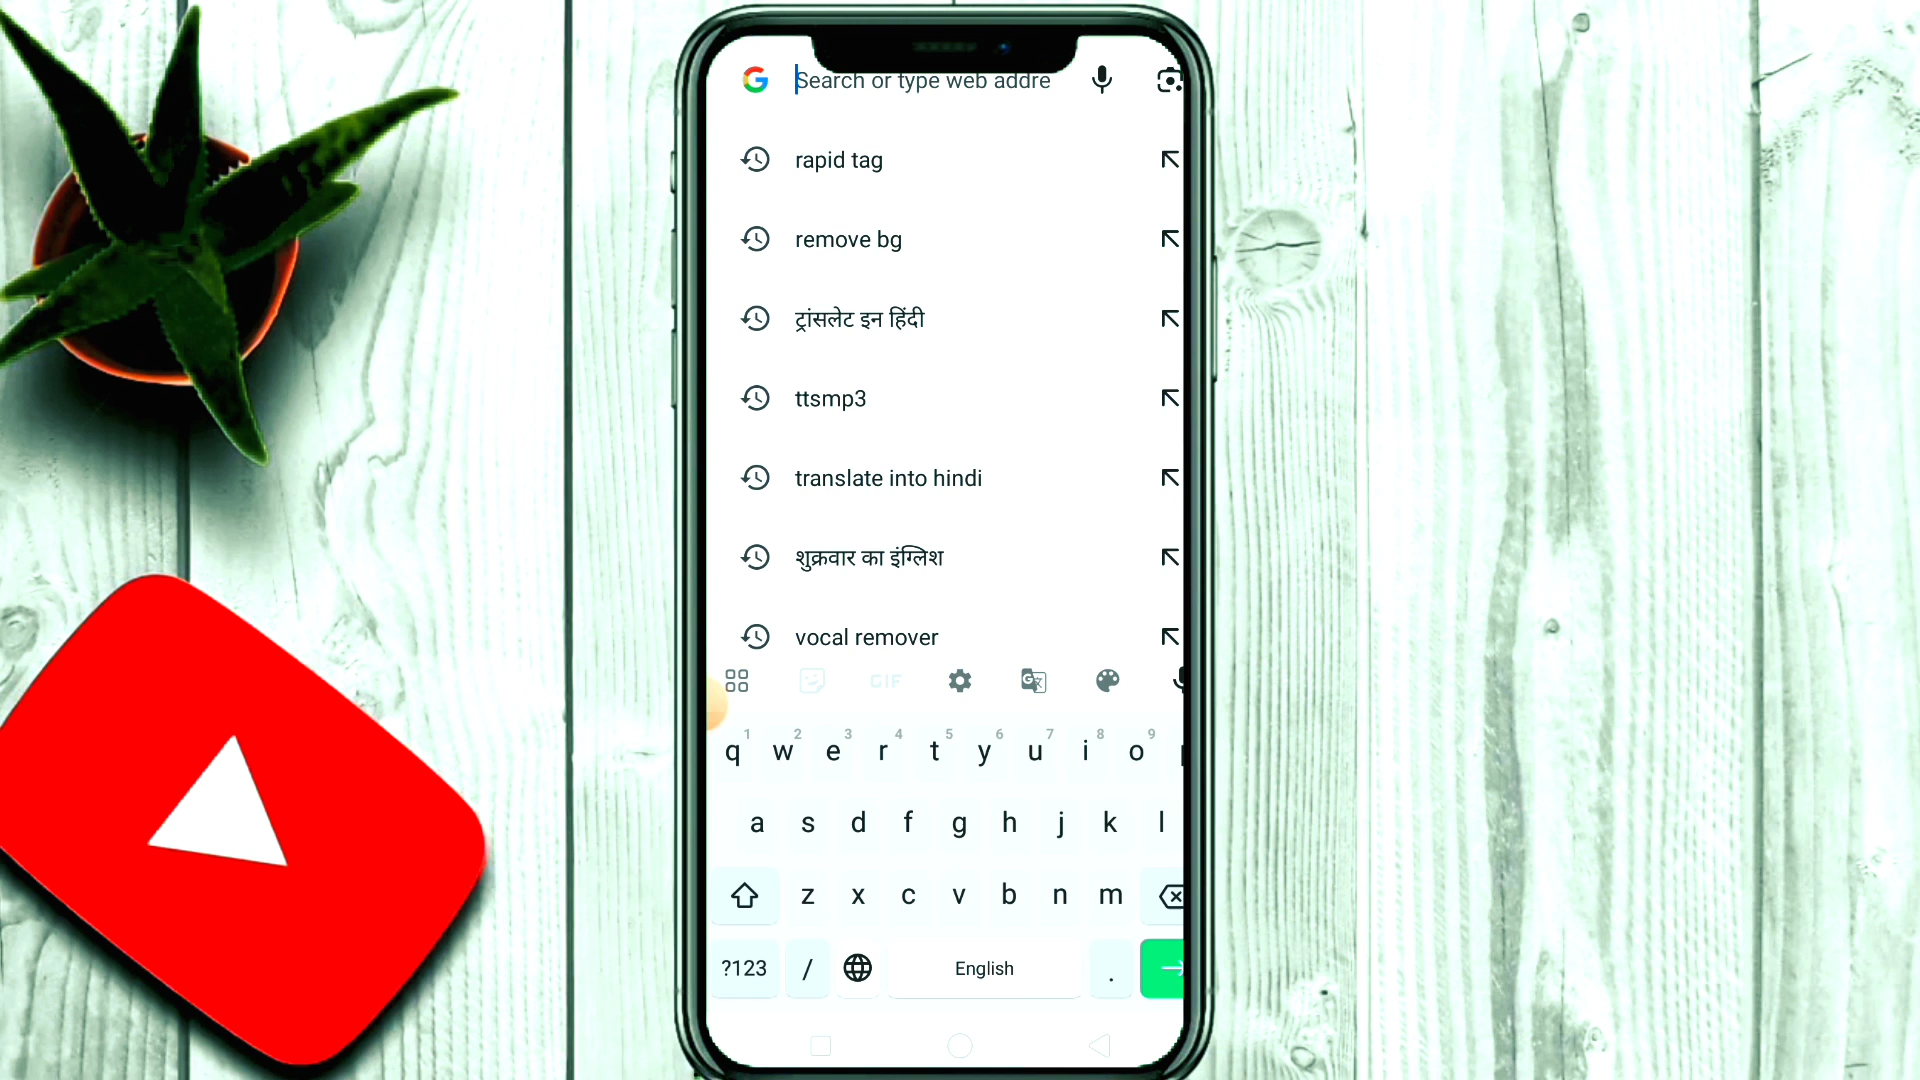 Search or type web addre
rapid tag
remove bg
ट्रांसलेट इन हिंदी
ttsmp3
translate into hindi
शुक्रवार का इंग्लिश
vocal remover
GIF
1 2 3 4 5 6 7 8 9
q w e r t y u i o
a s d f g h j k l
z x c v b n m
?123 / English .